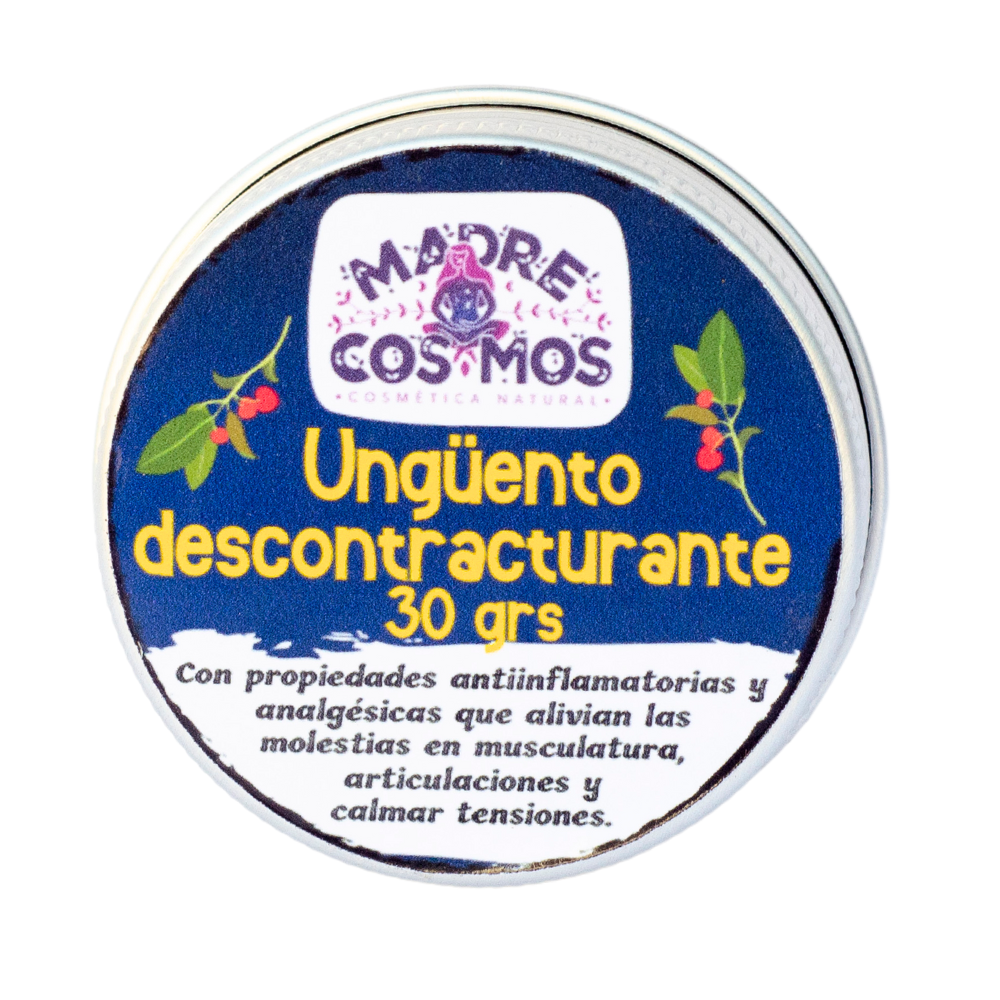 MADRE
COSMOS
• COSMÉTICA NATURAL •
Ungüento
descontracturante
30 grs
Con propiedades antiinflamatorias y
analgésicas que alivian las
molestias en musculatura,
articulaciones y
calmar tensiones.